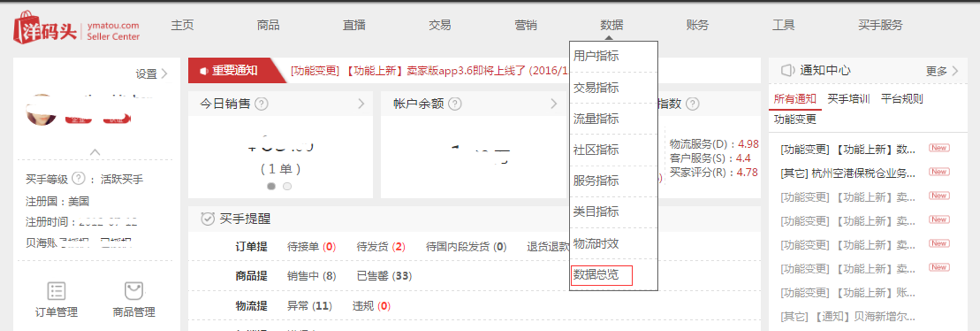 洋码头 ymatou.com
Seller Center
主页 商品 直播 交易 营销 数据 账务 工具 买手服务
设置
买手等级 ? : 活跃买手
注册国：美国
注册时间：
订单管理 商品管理
重要通知 [功能变更] 【功能上新】卖家版app3.6即将上线了 (2016/1
今日销售 ?
(1 单)
帐户余额 ?
指数 ?
物流服务(D)：4.98
客户服务(S)：4.4
买家评分(R)：4.78
用户指标
交易指标
流量指标
社区指标
服务指标
类目指标
物流时效
数据总览
买手提醒
订单提 待接单 (0) 待发货 (2) 待国内段发货 (0) 退货退款
商品提 销售中 (8) 已售罄 (33)
物流提 异常 (11) 违规 (0)
通知中心 更多
所有通知 买手培训 平台规则
功能变更
[功能变更] 【功能上新】数... New
[其它] 杭州空港保税仓业务... New
[功能变更] 【功能上新】卖... New
[功能变更] 【功能上新】卖... New
[功能变更] 【功能上新】卖... New
[功能变更] 【功能上新】卖... New
[功能变更] 【功能上新】账...
[其它] 【通知】贝海新增尔...